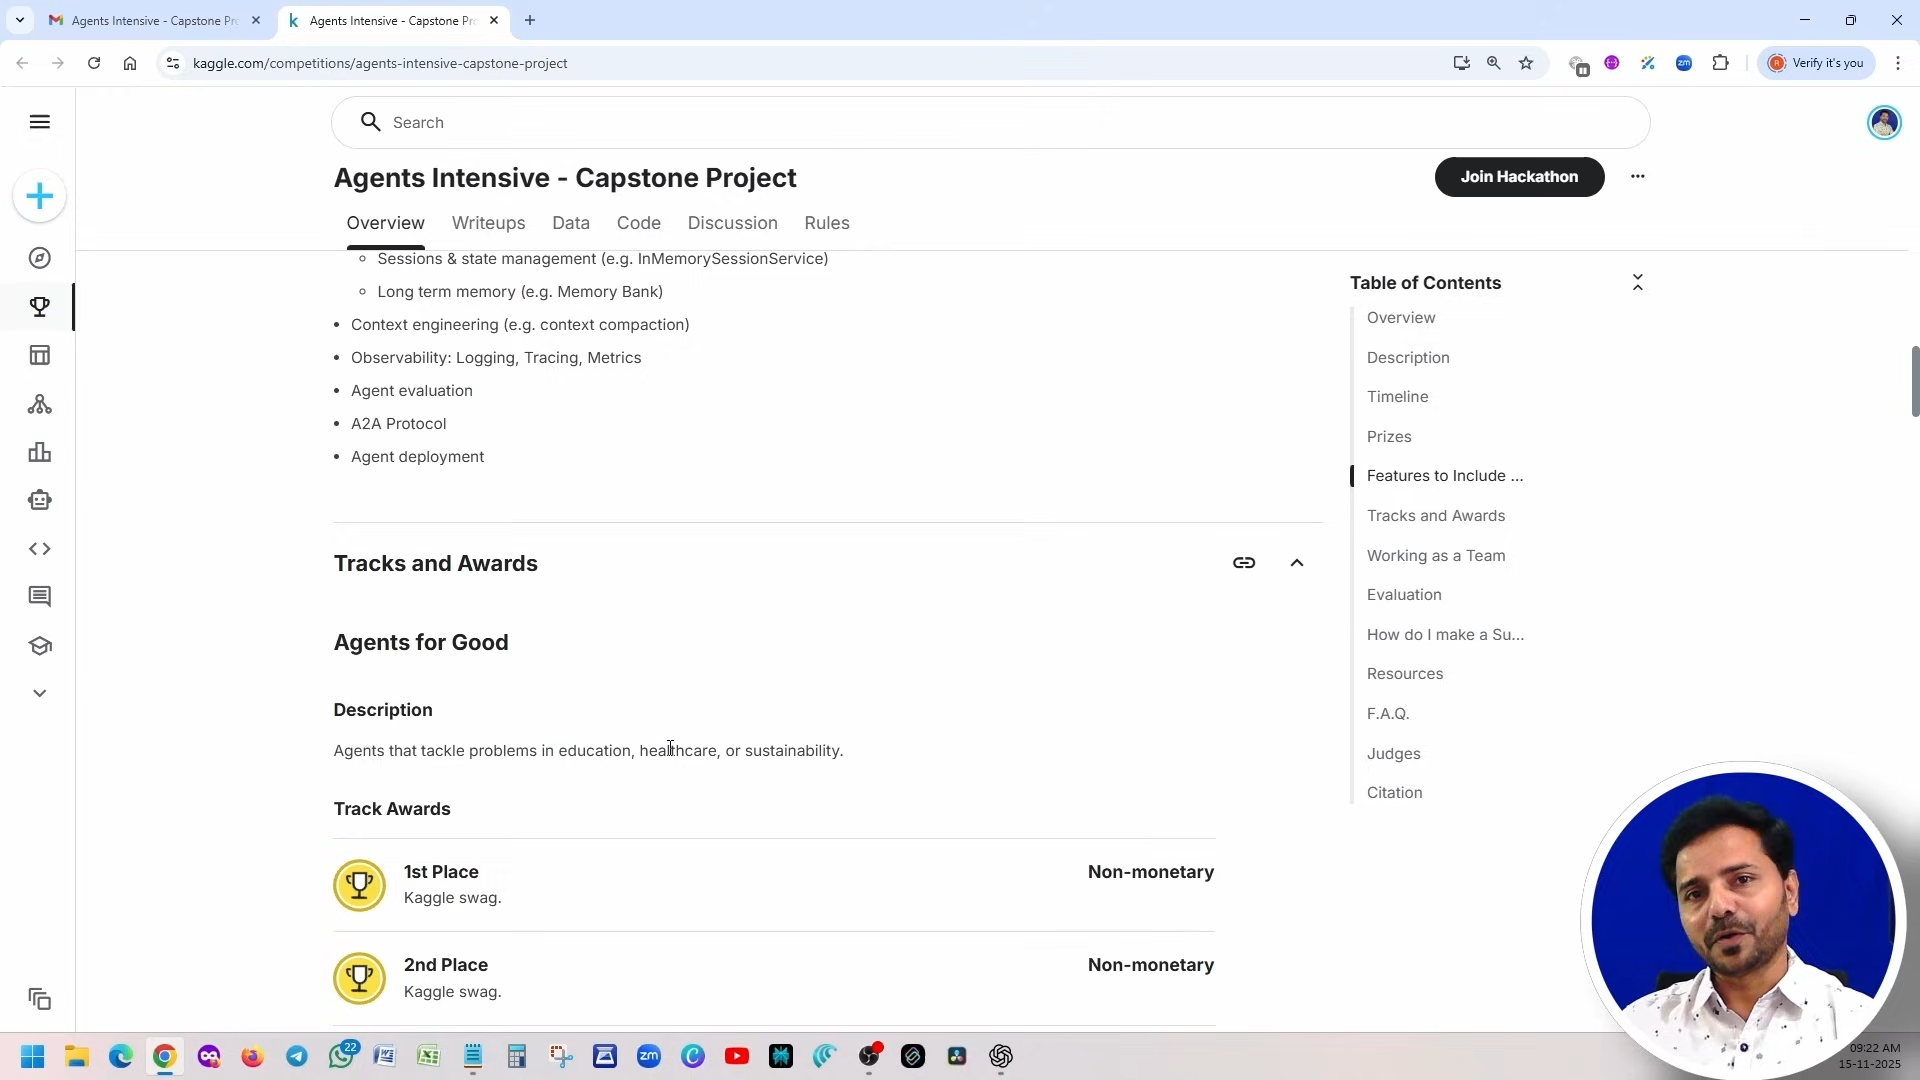 Agents Intensive - Capstone Pr
Agents Intensive - Capstone Pr
kaggle.com/competitions/agents-intensive-capstone-project
zm
Verify it's you
Search
Agents Intensive - Capstone Project
Join Hackathon
Overview Writeups Data Code Discussion Rules
Sessions & state management (e.g. InMemorySessionService)
Long term memory (e.g. Memory Bank)
Context engineering (e.g. context compaction)
Observability: Logging, Tracing, Metrics
Agent evaluation
A2A Protocol
Agent deployment
Table of Contents
Overview
Description
Timeline
Prizes
Features to Include ...
Tracks and Awards
Working as a Team
Evaluation
How do I make a Su...
Resources
F.A.Q.
Judges
Citation
Tracks and Awards
Agents for Good
Description
Agents that tackle problems in education, healthcare, or sustainability.
Track Awards
1st Place Non-monetary
Kaggle swag.
2nd Place Non-monetary
Kaggle swag.
22
zm
09:22 AM
15-11-2025